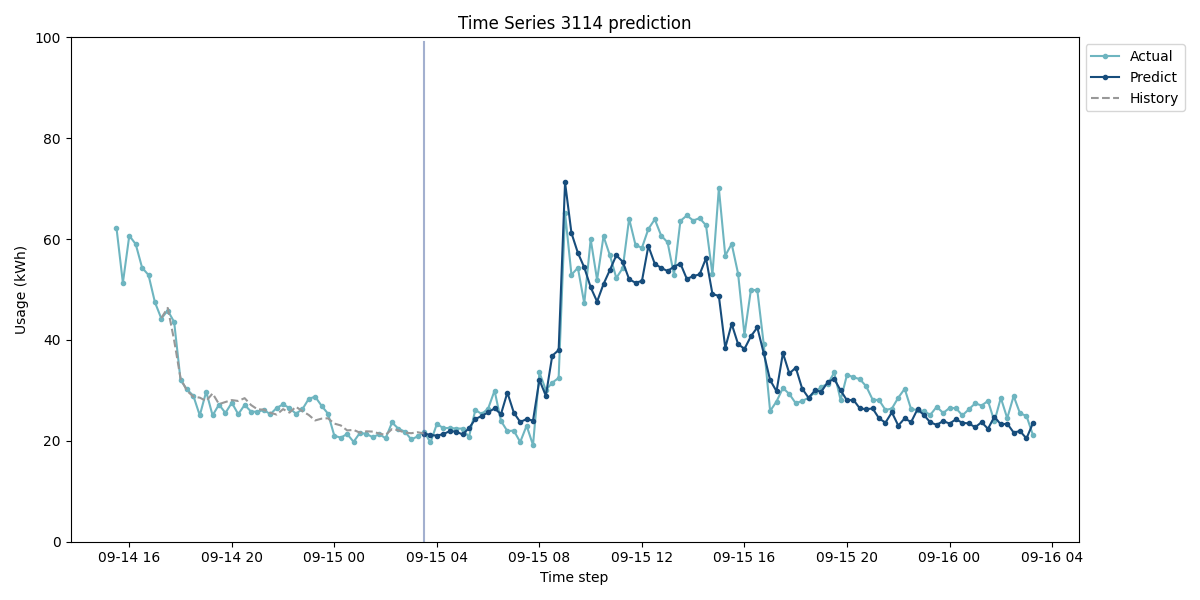 Time Series 3114 prediction
Actual
Predict
History
100
80
60
40
20
0
Usage (kWh)
09-14 16
09-14 20
09-15 00
09-15 04
09-15 08
09-15 12
09-15 16
09-15 20
09-16 00
09-16 04
Time step